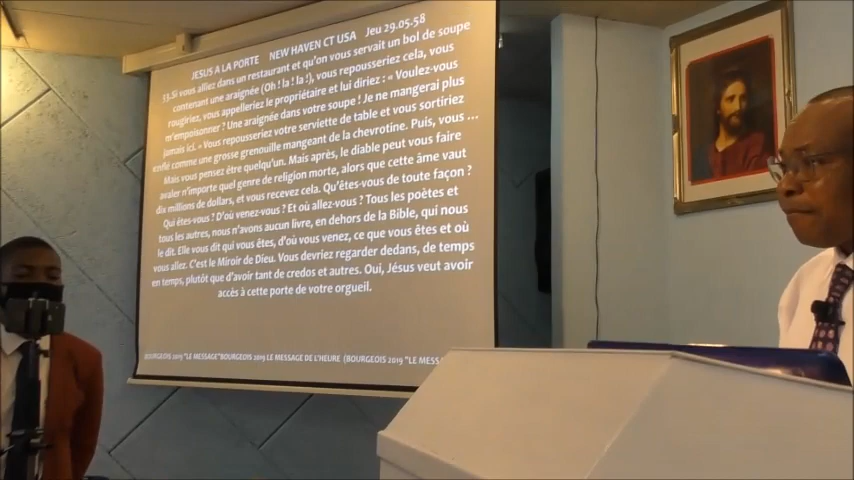 JESUS A LA PORTE NEW HAVEN CT USA Jeu 29.05.58
33.Si vous alliez dans un restaurant et qu'on vous servait un bol de soupe
contenant une araignée (Oh! la ! la !), vous repousseriez cela, vous
rougiriez, vous appelleriez le propriétaire et lui diriez : « Voulez-vous
m'empoisonner ? Une araignée dans votre soupe ! Je ne mangerai plus
jamais ici. » Vous repousseriez votre serviette de table et vous sortiriez
enflé comme une grosse grenouille mangeant de la chevrotine. Puis, vous ...
Mais vous pensez être quelqu'un. Mais après, le diable peut vous faire
avaler n'importe quel genre de religion morte, alors que cette âme vaut
dix millions de dollars, et vous recevez cela. Qu'êtes-vous de toute façon ?
Qui êtes-vous ? D'où venez-vous ? Et où allez-vous ? Tous les poètes et
tous les autres, nous n'avons aucun livre, en dehors de la Bible, qui nous
le dit. Elle vous dit qui vous êtes, d'où vous venez, ce que vous êtes et où
vous allez. C'est le Miroir de Dieu. Vous devriez regarder dedans, de temps
en temps, plutôt que d'avoir tant de credos et autres. Oui, Jésus veut avoir
accès à cette porte de votre orgueil.
BOURGEOIS 2019 "LE MESSAGE"BOURGEOIS 2019 LE MESSAGE DE L'HEURE (BOURGEOIS 2019 "LE MESSA